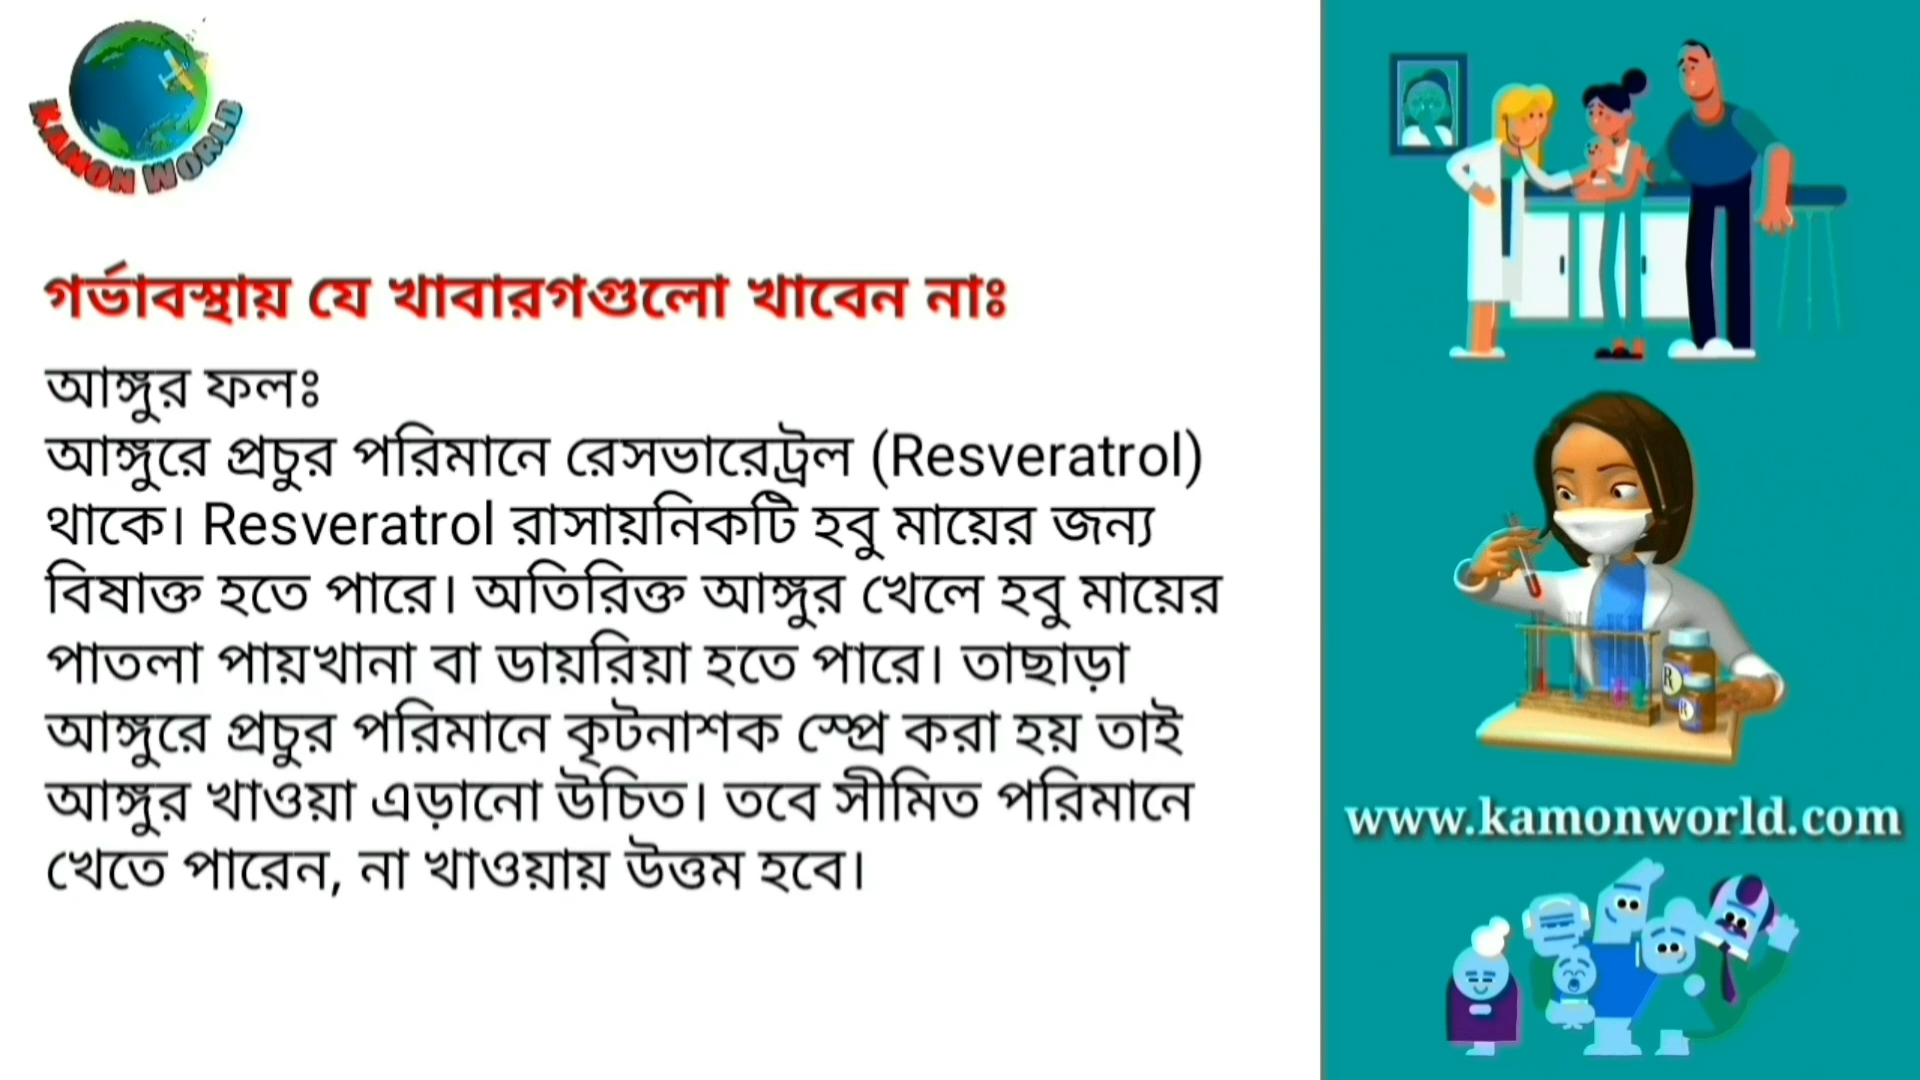 KAMON WORLD
গর্ভাবস্থায় যে খাবারগগুলো খাবেন নাঃ
আঙ্গুর ফলঃ
আঙ্গুরে প্রচুর পরিমানে রেসভারেট্রল (Resveratrol)
থাকে। Resveratrol রাসায়নিকটি হবু মায়ের জন্য
বিষাক্ত হতে পারে। অতিরিক্ত আঙ্গুর খেলে হবু মায়ের
পাতলা পায়খানা বা ডায়রিয়া হতে পারে। তাছাড়া
আঙ্গুরে প্রচুর পরিমানে কৃটনাশক স্প্রে করা হয় তাই
আঙ্গুর খাওয়া এড়ানো উচিত। তবে সীমিত পরিমানে
খেতে পারেন, না খাওয়ায় উত্তম হবে।
R
R
www.kamonworld.com